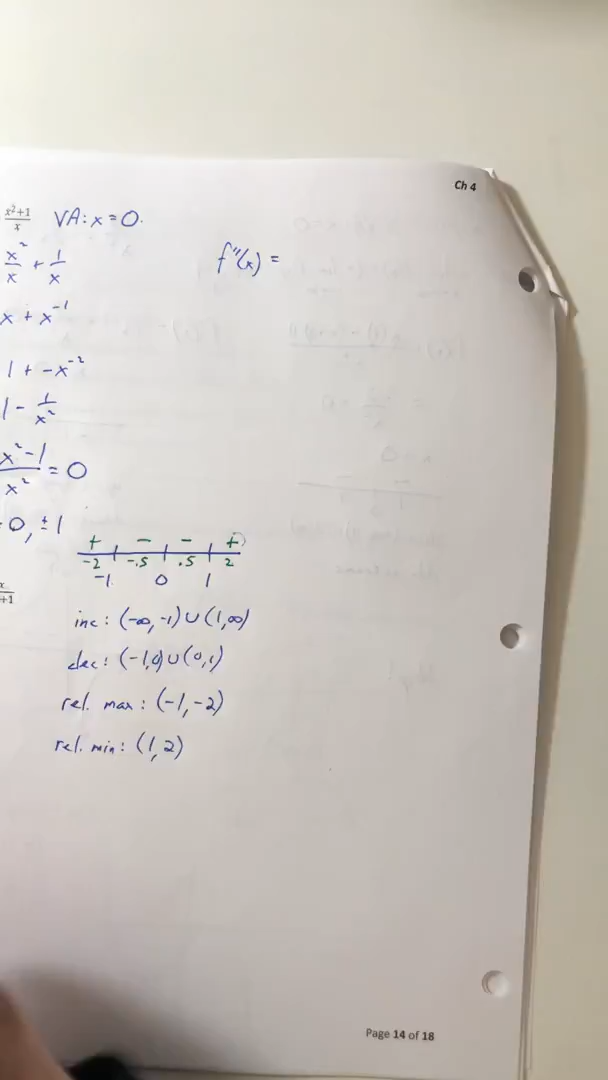 Ch 4
x²+1/x VA: x = 0.
x²/x + 1/x f"(x) =
x + x⁻¹
1 + -x⁻²
1 - 1/x²
x²-1/x² = 0
0, ±1
+ - - +
-2 -.5 .5 2
-1 0 1
x/+1
inc: (-∞, -1) ∪ (1, ∞)
dec: (-1, 0) ∪ (0, 1)
rel. max: (-1, -2)
rel. min: (1, 2)
Page 14 of 18